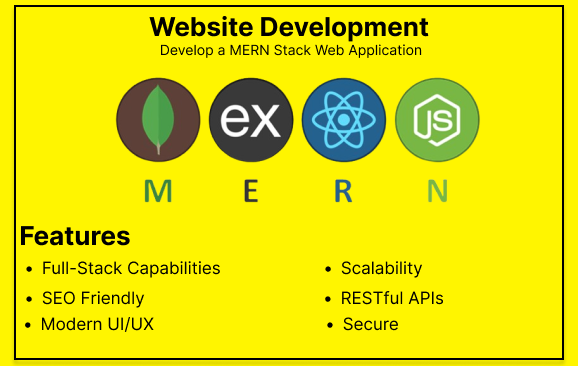 Website Development
Develop a MERN Stack Web Application
ex JS
M E R N
Features
• Full-Stack Capabilities
• SEO Friendly
• Modern UI/UX
• Scalability
• RESTful APIs
• Secure